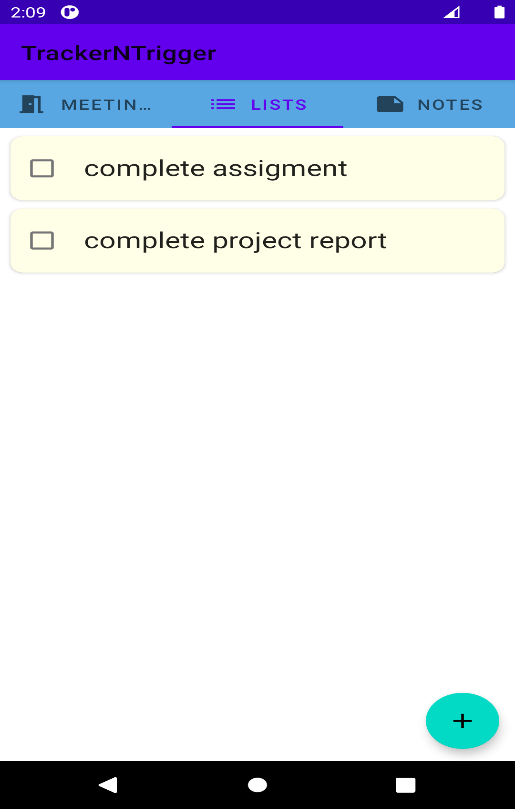 2:09
TrackerNTrigger
MEETIN...
LISTS
NOTES
complete assigment
complete project report
+